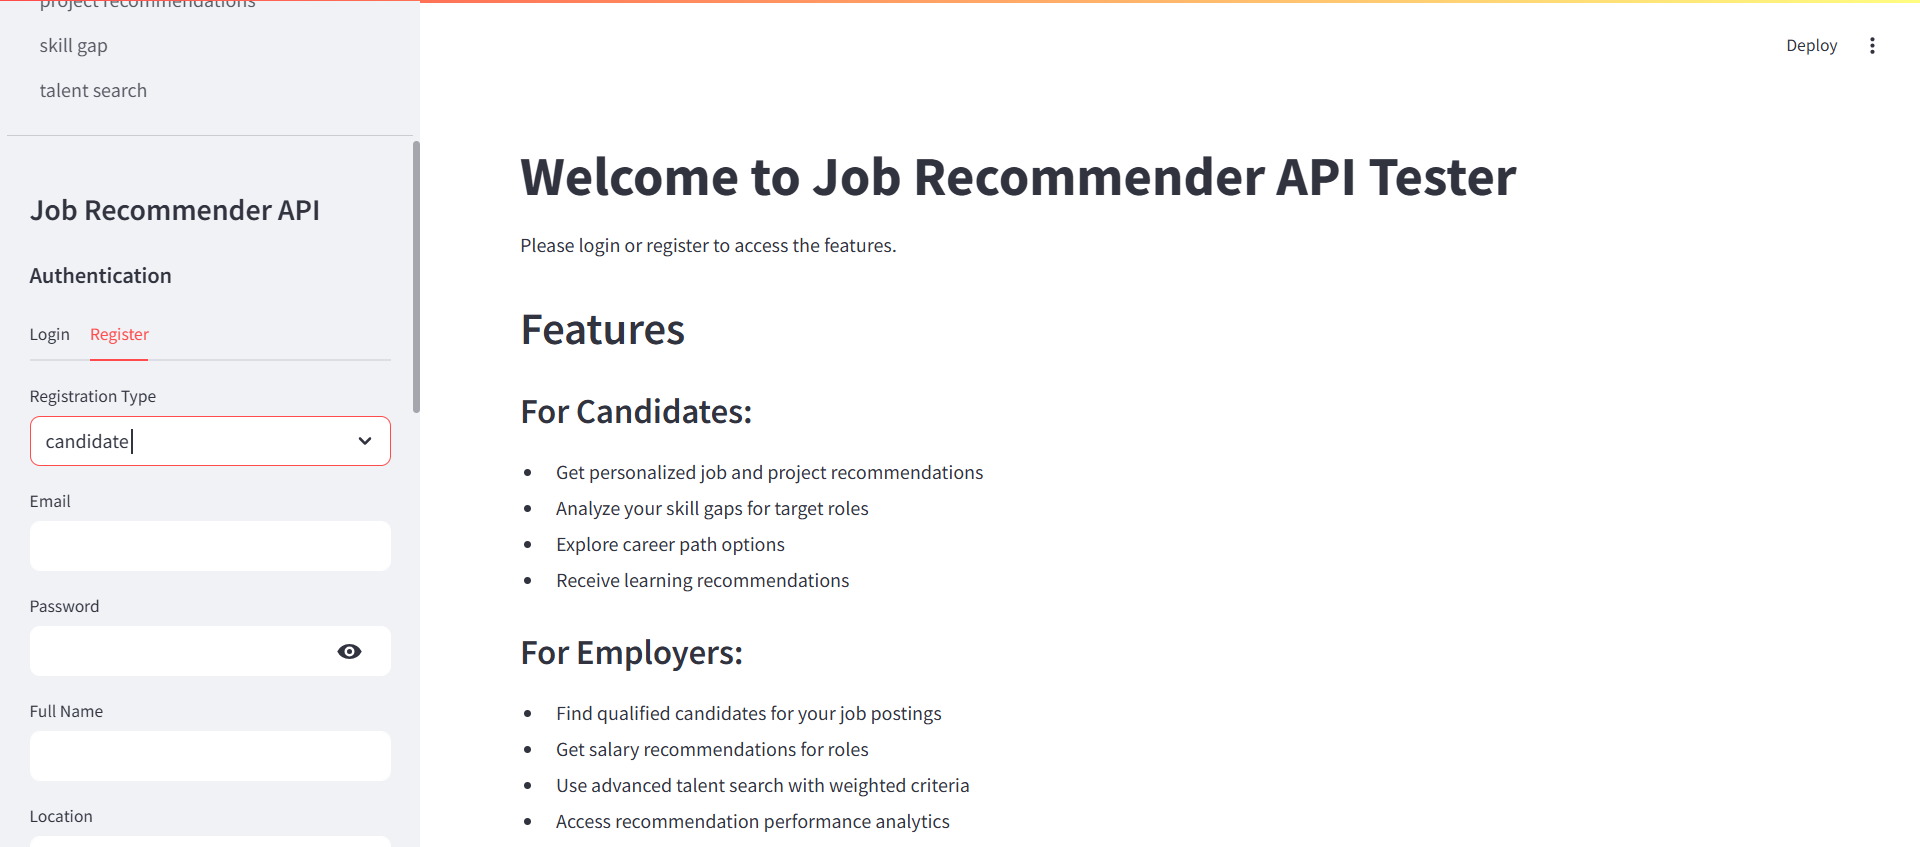 project recommendations
skill gap
talent search
Job Recommender API
Authentication
Login Register
Registration Type
candidate
Email
Password
Full Name
Location
Deploy
Welcome to Job Recommender API Tester
Please login or register to access the features.
Features
For Candidates:
• Get personalized job and project recommendations
• Analyze your skill gaps for target roles
• Explore career path options
• Receive learning recommendations
For Employers:
• Find qualified candidates for your job postings
• Get salary recommendations for roles
• Use advanced talent search with weighted criteria
• Access recommendation performance analytics